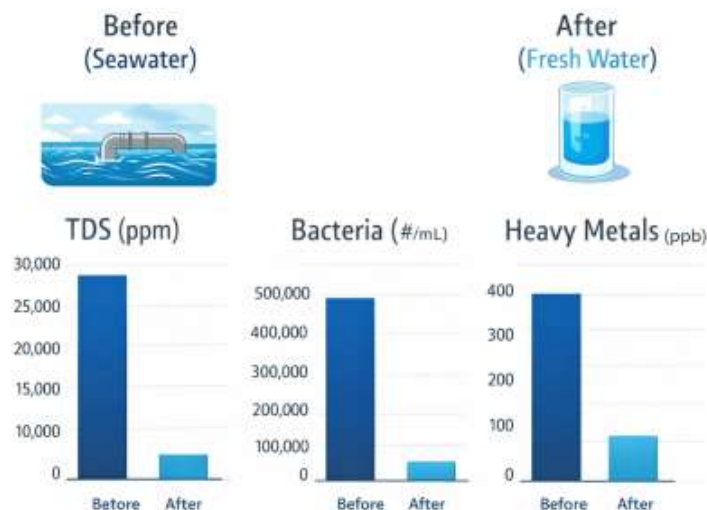 Before
(Seawater)
After
(Fresh Water)
TDS (ppm)
30,000
25,000
20,000
15,000
10,000
0
Betore After
Bacteria (#/mL)
500,000
400,000
300,000
200,000
100,000
0
Before After
Heavy Metals (ppb)
400
300
200
100
0
Before After